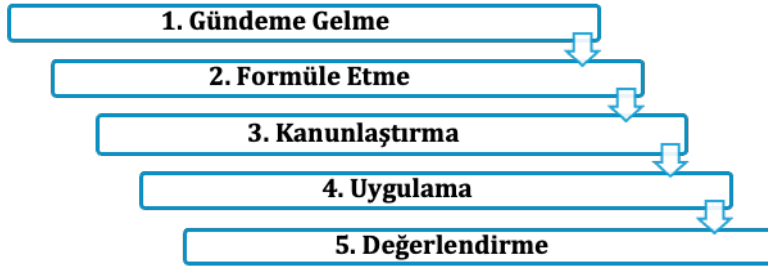 1. Gündeme Gelme
2. Formüle Etme
3. Kanunlaştırma
4. Uygulama
5. Değerlendirme